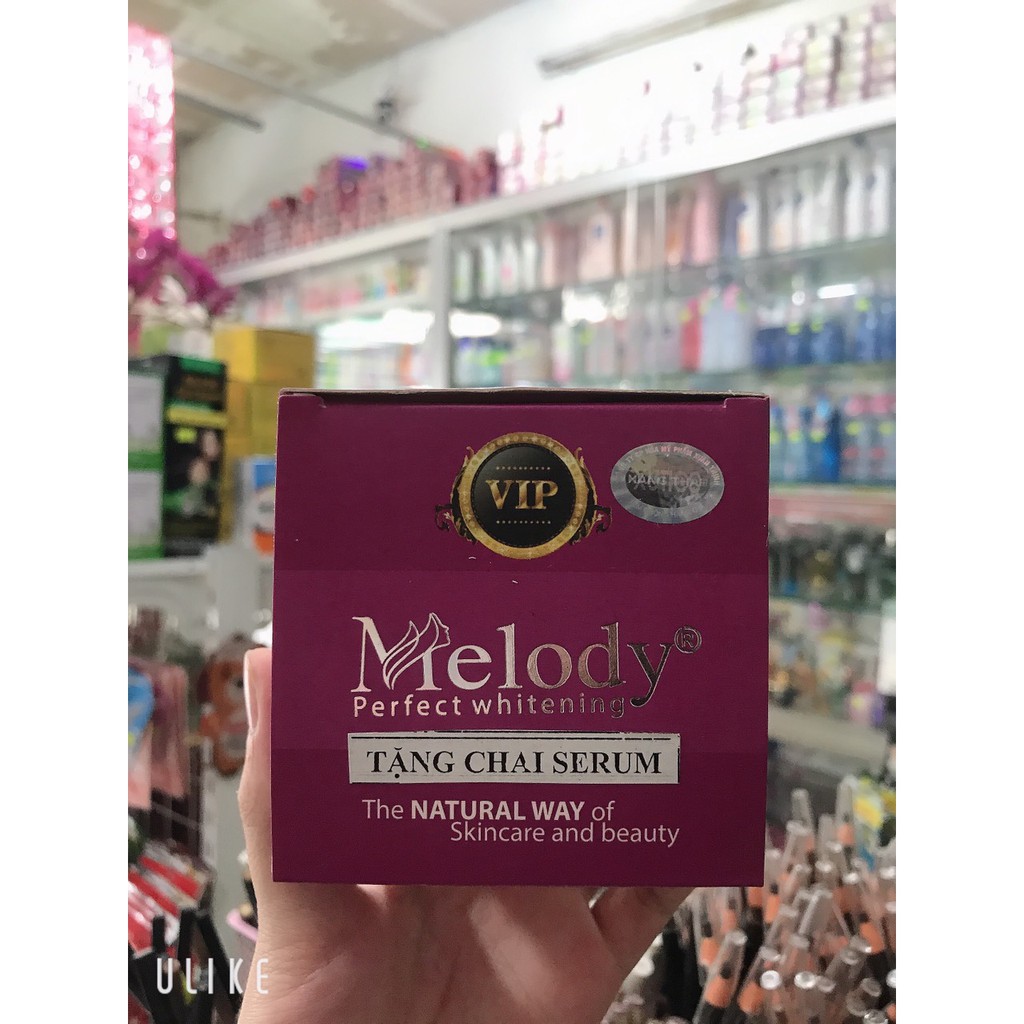 VIP
Melody®
Perfect whitening
TẶNG CHAI SERUM
The NATURAL WAY of
Skincare and beauty
ULIKE